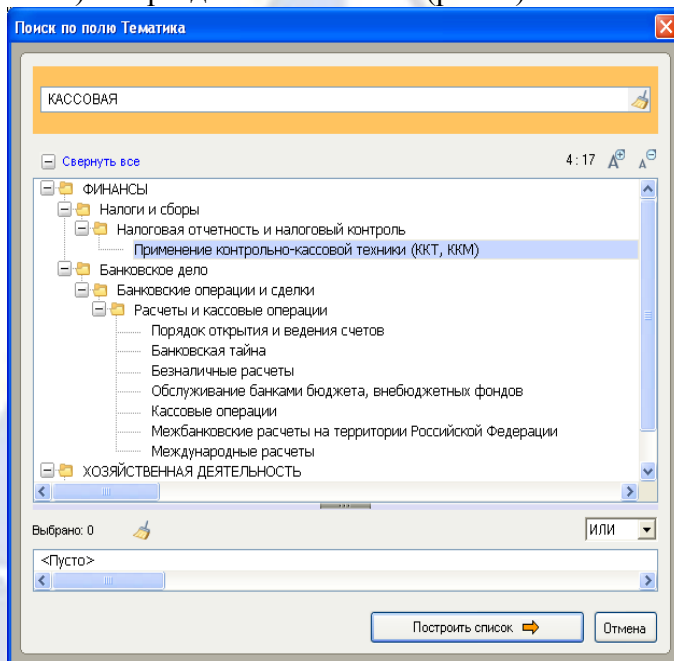 Поиск по полю Тематика
КАССОВАЯ
Свернуть все 4:17 A A
ФИНАНСЫ
Налоги и сборы
Налоговая отчетность и налоговый контроль
Применение контрольно-кассовой техники (ККТ, ККМ)
Банковское дело
Банковские операции и сделки
Расчеты и кассовые операции
Порядок открытия и ведения счетов
Банковская тайна
Безналичные расчеты
Обслуживание банками бюджета, внебюджетных фондов
Кассовые операции
Межбанковские расчеты на территории Российской Федерации
Международные расчеты
ХОЗЯЙСТВЕННАЯ ДЕЯТЕЛЬНОСТЬ
Выбрано: 0 ИЛИ
<Пусто>
Построить список Отмена